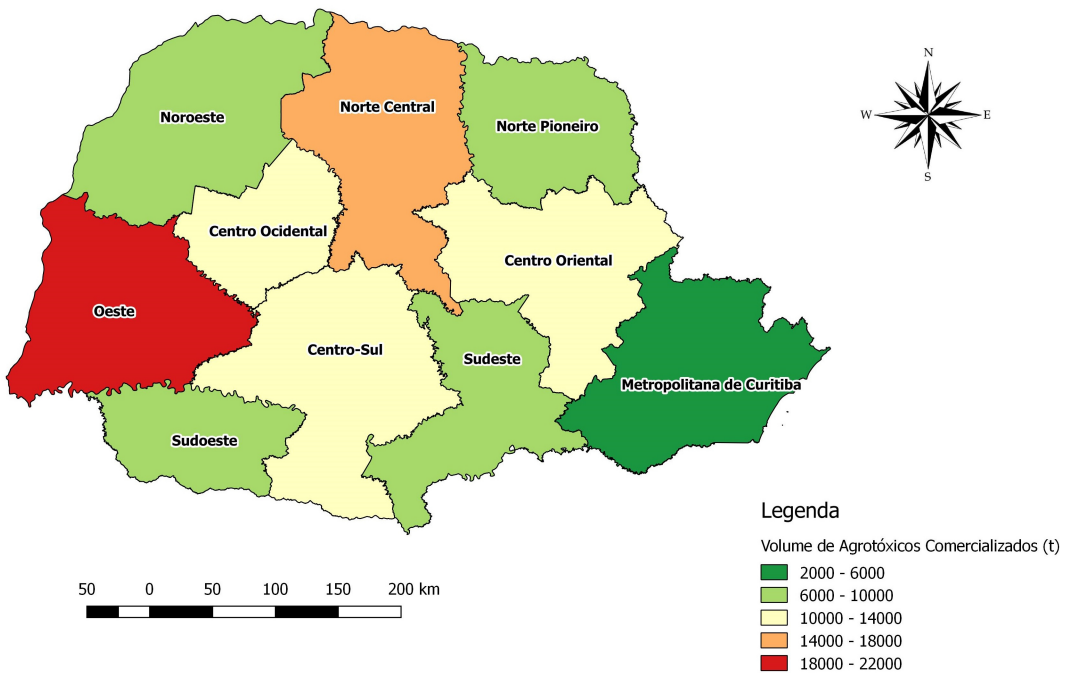 N
Norte Central
Noroeste
W
E
Norte Pioneiro
S
Centro Ocidental
Centro Oriental
Oeste
Centro-Sul
Sudeste
Metropolitana de Curitiba
Sudoeste
Legenda
Volume de Agrotóxicos Comercializados (t)
2000 - 6000
6000 - 10000
10000 - 14000
14000 - 18000
18000 - 22000
50 0 50 100 150 200 km